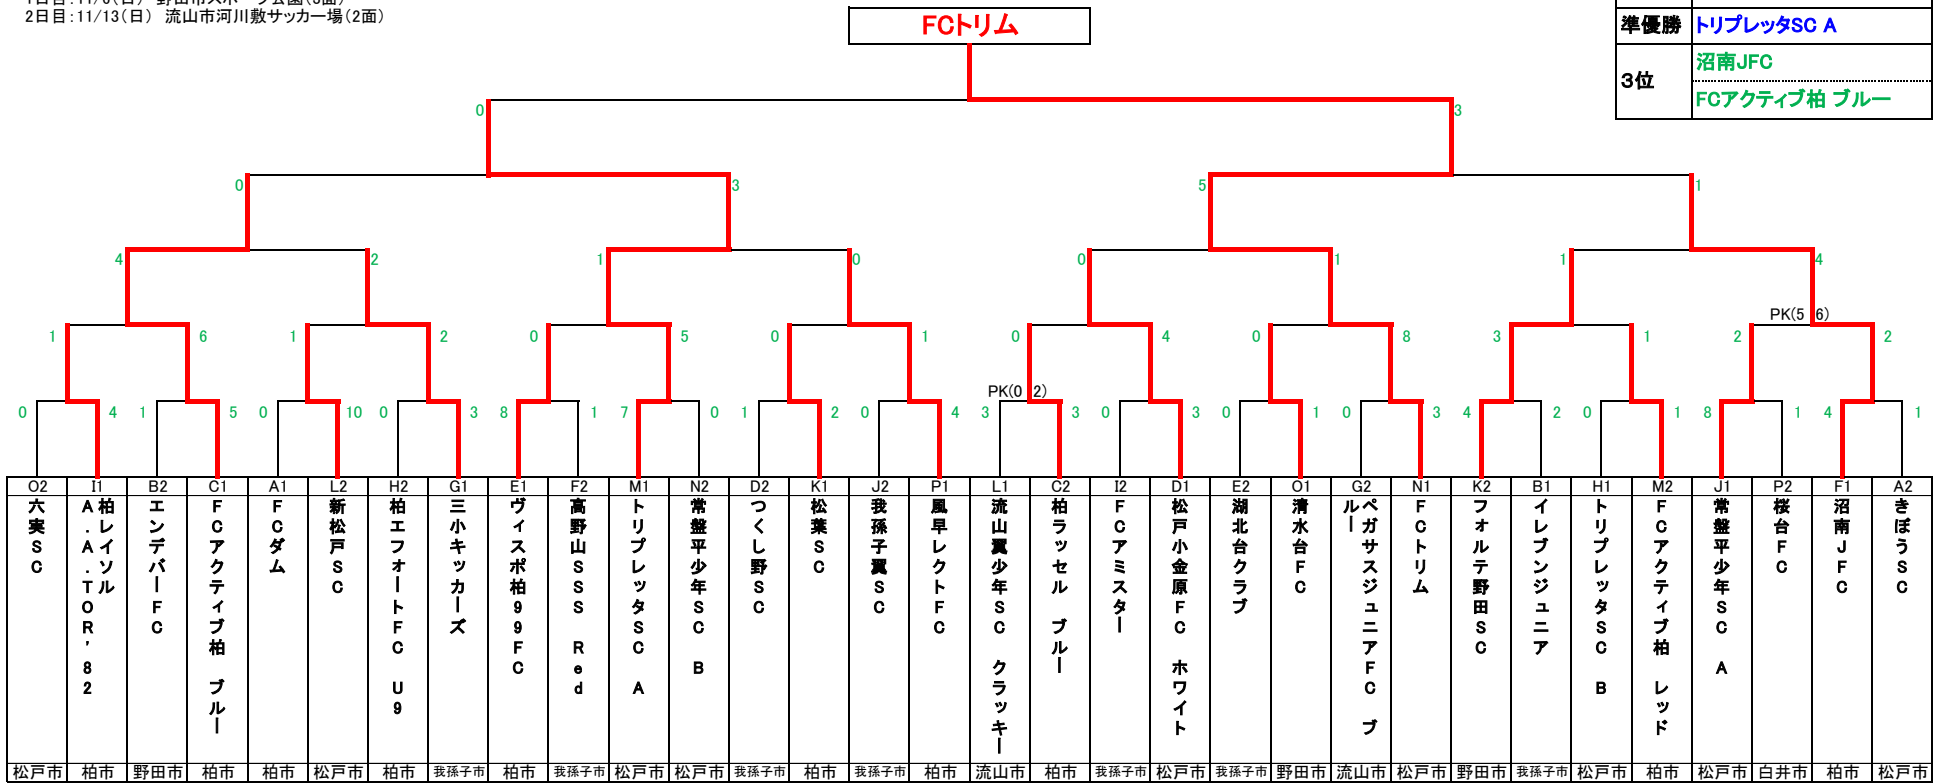 2日目:11/13(日) 流山市河川敷サッカー場(2面)
FCトリム
準優勝 トリプレッタSC A
3位
沼南JFC
FCアクティブ柏 ブルー
0 3
0 3 5 1
4 2 1 0 0 1 1 4
PK(5 6)
1 6 1 2 0 5 0 1 0 4 0 8 3 1 2 2
PK(0 2)
0 4 1 5 0 10 0 3 8 1 7 0 1 2 0 4 3 3 0 3 0 1 0 3 4 2 0 1 8 1 4 1
O2 I1 B2 C1 A1 L2 H2 G1 E1 F2 M1 N2 D2 K1 J2 P1 L1 C2 I2 D1 E2 O1 G2 N1 K2 B1 H1 M2 J1 P2 F1 A2
六実SC
柏レイソル
A.A.TOR'82
エンデバーFC
FCアクティブ柏 ブルー
FCダム
新松戸SC
柏エフォートFC U9
三小キッカーズ
ヴィスポ柏99FC
高野山SSS Red
トリプレッタSC A
常盤平少年SC B
つくし野SC
松葉SC
我孫子翼SC
風早レクトFC
流山翼少年SC クラッキー
柏ラッセル ブルー
FCアミスター
松戸小金原FC ホワイト
湖北台クラブ
清水台FC
ペガサスジュニアFC ブ
ルー
FCトリム
フォルテ野田SC
イレブンジュニア
トリプレッタSC B
FCアクティブ柏 レッド
常盤平少年SC A
桜台FC
沼南JFC
きぼうSC
松戸市 柏市 野田市 柏市 柏市 松戸市 柏市 我孫子市 柏市 我孫子市 松戸市 松戸市 我孫子市 柏市 我孫子市 柏市 流山市 柏市 我孫子市 松戸市 我孫子市 野田市 流山市 松戸市 野田市 我孫子市 松戸市 柏市 松戸市 白井市 柏市 松戸市